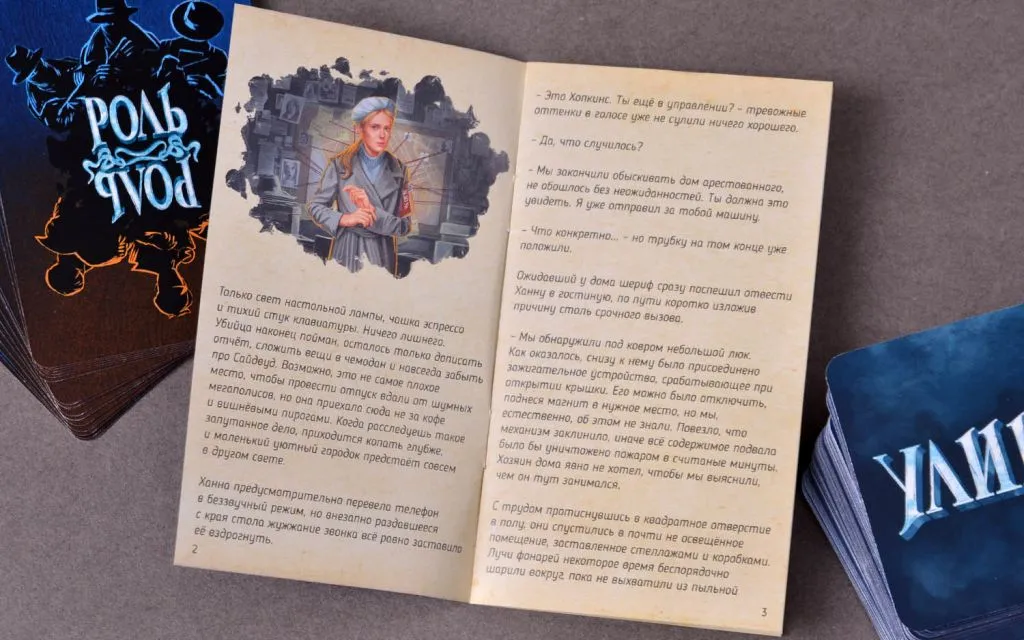 РОЛЬ
РОЛЬ
Только свет настольной лампы, чашка эспрессо
и тихий стук клавиатуры. Ничего лишнего.
Убийца наконец пойман, осталось только дописать
отчёт, сложить вещи в чемодан и навсегда забыть
про Сайдвуд. Возможно, это не самое плохое
место, чтобы провести отпуск вдали от шумных
мегаполисов, но она приехала сюда не за кофе
и вишнёвыми пирогами. Когда расследуешь такое
запутанное дело, приходится копать глубже,
и маленький уютный городок предстаёт совсем
в другом свете.
Ханна предусмотрительно перевела телефон
в беззвучный режим, но внезапно раздавшееся
с края стола жужжание звонка всё равно заставило
её вздрогнуть.
2
– Это Хопкинс. Ты ещё в управлении? – тревожные
оттенки в голосе уже не сулили ничего хорошего.
– Да, что случилось?
– Мы закончили обыскивать дом арестованного,
не обошлось без неожиданностей. Ты должна это
увидеть. Я уже отправил за тобой машину.
– Что конкретно... – но трубку на том конце уже
положили.
Ожидавший у дома шериф сразу поспешил отвести
Ханну в гостиную, по пути коротко изложив
причину столь срочного вызова.
– Мы обнаружили под ковром небольшой люк.
Как оказалось, снизу к нему было присоединено
зажигательное устройство, срабатывающее при
открытии крышки. Его можно было отключить,
поднеся магнит в нужное место, но мы,
естественно, об этом не знали. Повезло, что
механизм заклинило, иначе всё содержимое подвала
было бы уничтожено пожаром в считаные минуты.
Хозяин дома явно не хотел, чтобы мы выяснили,
чем он тут занимался.
С трудом протиснувшись в квадратное отверстие
в полу, они спустились в почти не освещённое
помещение, заставленное стеллажами и коробками.
Лучи фонарей некоторое время беспорядочно
шарили вокруг, пока не выхватили из пыльной
3
УЛИ